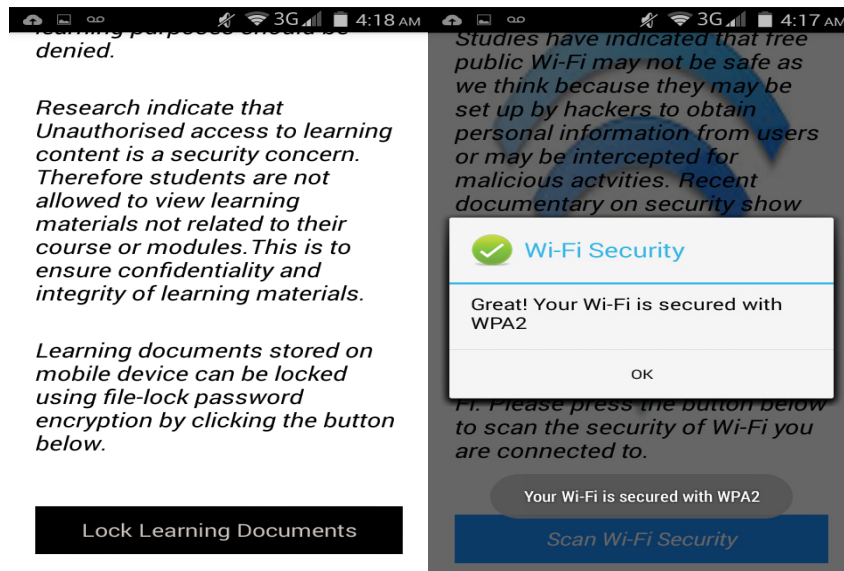 3G 4:18 AM
learning purposes should be
denied.
Research indicate that
Unauthorised access to learning
content is a security concern.
Therefore students are not
allowed to view learning
materials not related to their
course or modules.This is to
ensure confidentiality and
integrity of learning materials.
Learning documents stored on
mobile device can be locked
using file-lock password
encryption by clicking the button
below.
Lock Learning Documents
3G 4:17 AM
Studies have indicated that free
public Wi-Fi may not be safe as
we think because they may be
set up by hackers to obtain
personal information from users
or may be intercepted for
malicious actvities. Recent
documentary on security show
Wi-Fi Security
Great! Your Wi-Fi is secured with
WPA2
OK
Fi. Please press the button below
to scan the security of Wi-Fi you
are connected to.
Your Wi-Fi is secured with WPA2
Scan Wi-Fi Security